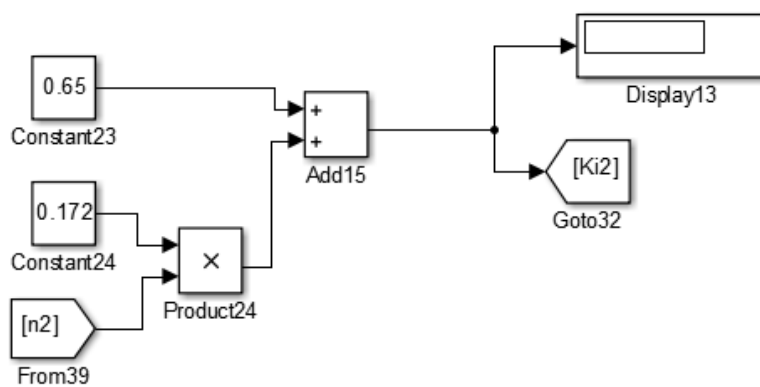 0.65
Constant23
+
+
Add15
Display13
[Ki2]
Goto32
0.172
Constant24
×
Product24
[n2]
From39